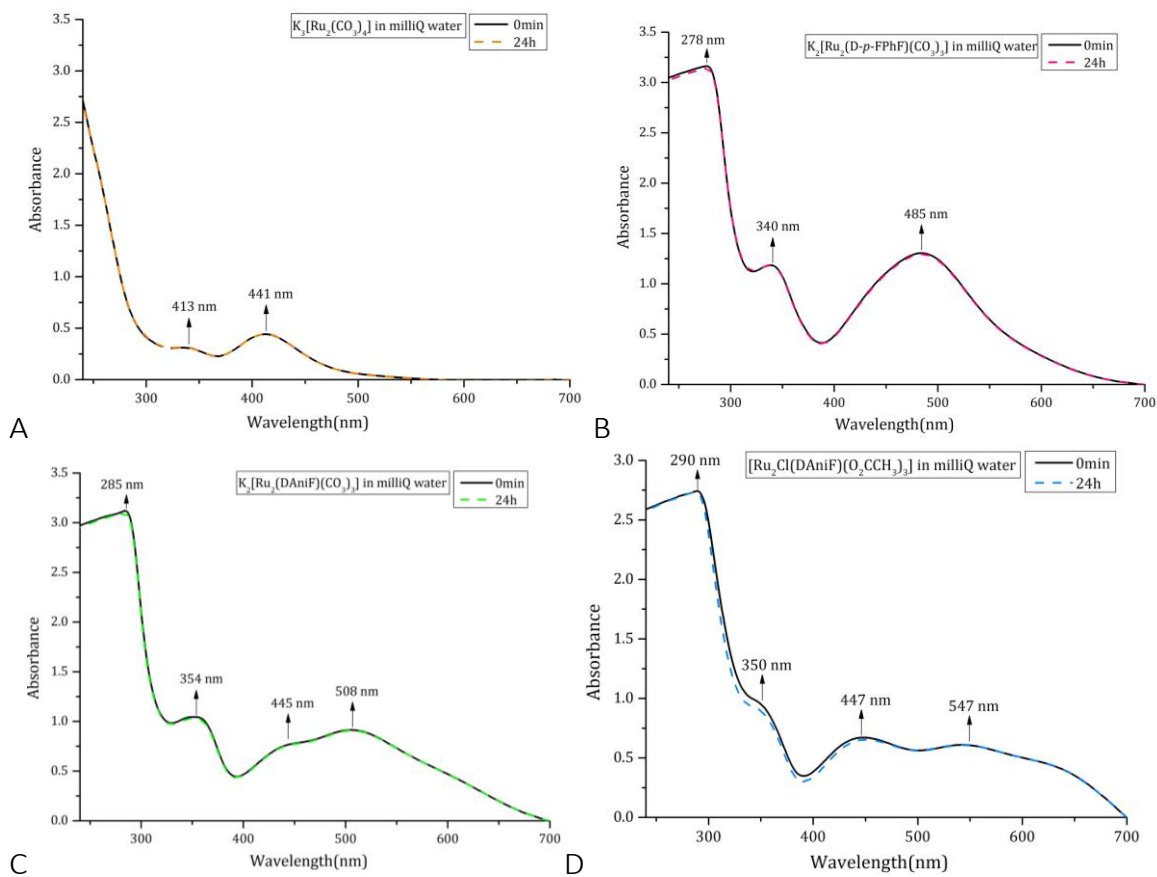 K3[Ru2(CO3)4] in milliQ water
0min
24h
3.5
3.0
2.5
2.0
1.5
1.0
0.5
0.0
413 nm
441 nm
300
400
500
600
700
Absorbance
Wavelength(nm)
A
K2[Ru2(D-p-FPhF)(CO3)3] in milliQ water
0min
24h
3.5
3.0
2.5
2.0
1.5
1.0
0.5
0.0
278 nm
340 nm
485 nm
300
400
500
600
700
Absorbance
Wavelength(nm)
B
K2[Ru2(DAniF)(CO3)3] in milliQ water
0min
24h
3.5
3.0
2.5
2.0
1.5
1.0
0.5
0.0
285 nm
354 nm
445 nm
508 nm
300
400
500
600
700
Absorbance
Wavelength(nm)
C
[Ru2Cl(DAniF)(O2CCH3)3] in milliQ water
0min
24h
3.0
2.5
2.0
1.5
1.0
0.5
0.0
290 nm
350 nm
447 nm
547 nm
300
400
500
600
700
Absorbance
Wavelength(nm)
D